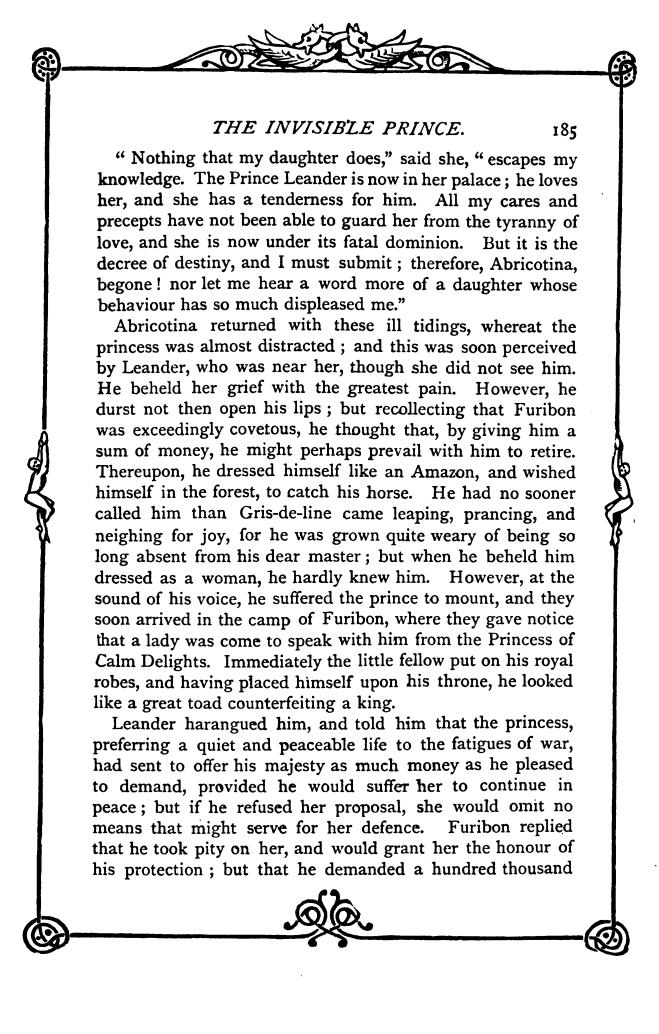 THE INVISIBLE PRINCE. 185
“ Nothing that my daughter does,” said she, “ escapes my
knowledge. The Prince Leander is now in her palace ; he loves
her, and she has a tenderness for him. All my cares and
precepts have not been able to guard her from the tyranny of
love, and she is now under its fatal dominion. But it is the
decree of destiny, and I must submit ; therefore, Abricotina,
begone ! nor let me hear a word more of a daughter whose
behaviour has so much displeased me.”
Abricotina returned with these ill tidings, whereat the
princess was almost distracted ; and this was soon perceived
by Leander, who was near her, though she did not see him.
He beheld her grief with the greatest pain. However, he
durst not then open his lips ; but recollecting that Furibon
was exceedingly covetous, he thought that, by giving him a
sum of money, he might perhaps prevail with him to retire.
Thereupon, he dressed himself like an Amazon, and wished
himself in the forest, to catch his horse. He had no sooner
called him than Gris-de-line came leaping, prancing, and
neighing for joy, for he was grown quite weary of being so
long absent from his dear master ; but when he beheld him
dressed as a woman, he hardly knew him. However, at the
sound of his voice, he suffered the prince to mount, and they
soon arrived in the camp of Furibon, where they gave notice
that a lady was come to speak with him from the Princess of
Calm Delights. Immediately the little fellow put on his royal
robes, and having placed himself upon his throne, he looked
like a great toad counterfeiting a king.
Leander harangued him, and told him that the princess,
preferring a quiet and peaceable life to the fatigues of war,
had sent to offer his majesty as much money as he pleased
to demand, provided he would suffer her to continue in
peace ; but if he refused her proposal, she would omit no
means that might serve for her defence. Furibon replied
that he took pity on her, and would grant her the honour of
his protection ; but that he demanded a hundred thousand